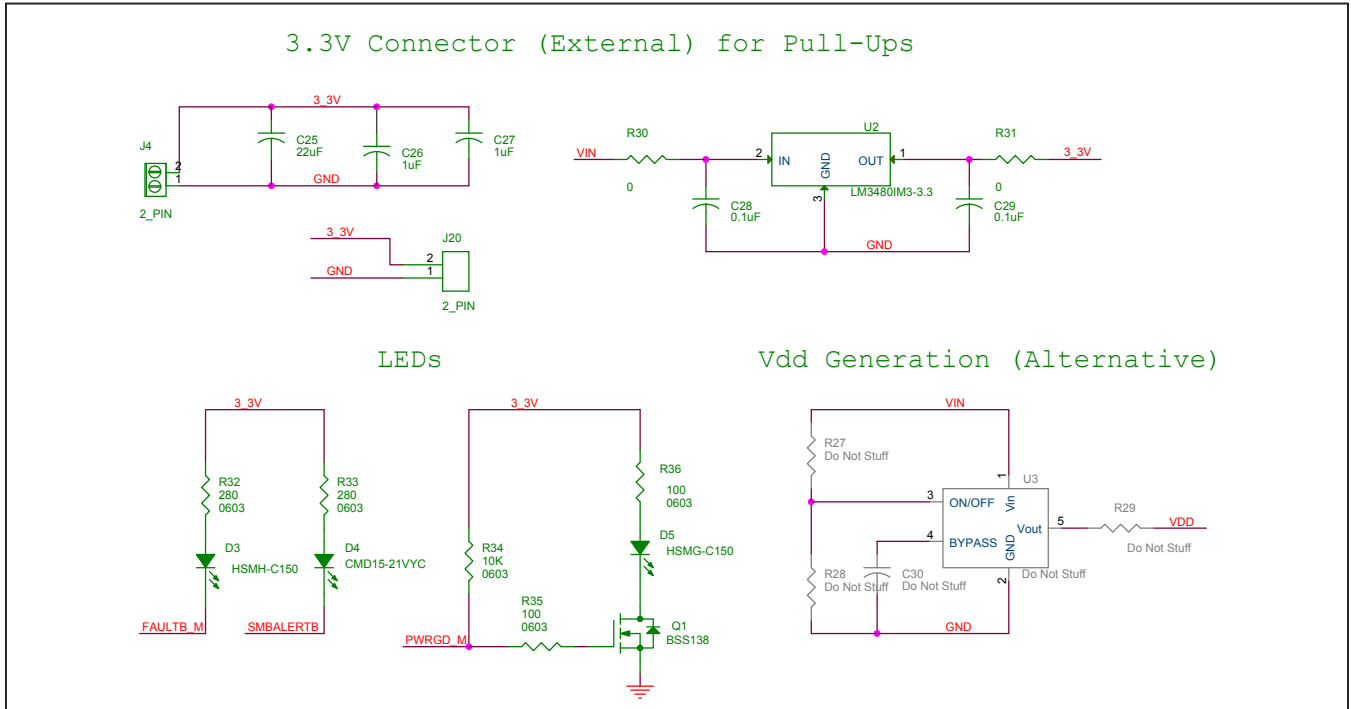 3.3V Connector (External) for Pull-Ups
3_3V
J4
2
1
2_PIN
C25
22uF
C26
1uF
C27
1uF
GND
3_3V
GND
J20
2
1
2_PIN
VIN
R30
0
U2
2
IN
GND
OUT
1
3
LM3480IM3-3.3
R31
0
3_3V
C28
0.1uF
C29
0.1uF
GND
LEDs
3_3V
R32
280
0603
R33
280
0603
D3
HSMH-C150
D4
CMD15-21VYC
FAULTB_M
SMBALERTB
3_3V
R36
100
0603
D5
HSMG-C150
R34
10K
0603
R35
100
0603
PWRGD_M
Q1
BSS138
Vdd Generation (Alternative)
VIN
R27
Do Not Stuff
1
U3
3
ON/OFF
Vin
4
BYPASS
Vout
5
GND
2
R29
VDD
Do Not Stuff
R28
Do Not Stuff
C30
Do Not Stuff
Do Not Stuff
GND